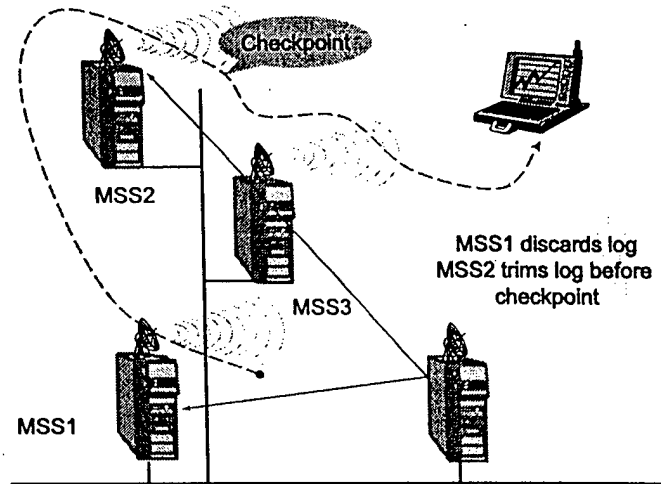 Checkpoint
MSS2
MSS1 discards log
MSS2 trims log before
checkpoint
MSS3
MSS1